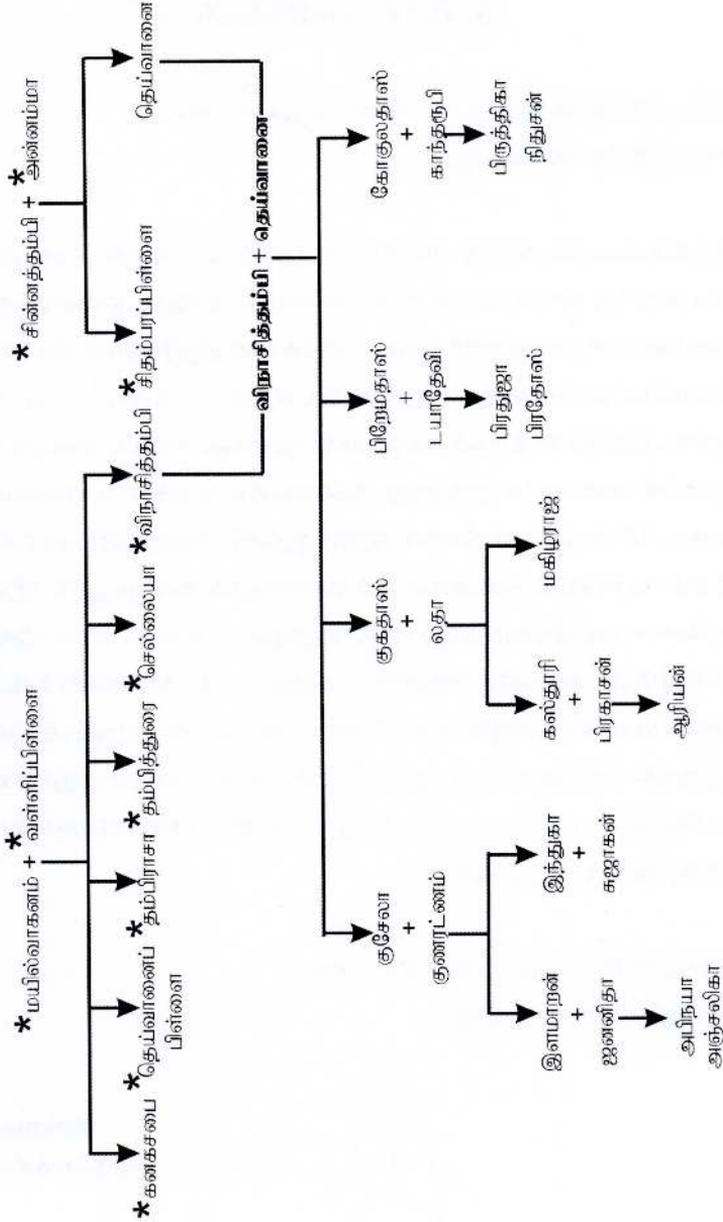 *மயில்வாகனம் + *வள்ளிப்பிள்ளை
*சின்னத்தம்பி + *அன்னம்மா
*கனகசபை
*தெய்வானைப்
பிள்ளை
*தம்பிராசா
*தம்பித்துரை
*செல்லையா
*விநாசித்தம்பி
*சிதம்பரப்பிள்ளை
தெய்வானை
விநாசித்தம்பி + தெய்வானை
குசேலா
+
குணரட்ணம்
குகதாஸ்
+
லதா
பிறேமதாஸ்
+
டயாதேவி
கோகுலதாஸ்
+
காந்தரூபி
இளமாறன்
+
ஜனனிதா
இந்துகா
+
சுஜாகன்
கஸ்தூரி
+
பிரகாசன்
மகிழ்ராஜ்
பிரதுஜா
பிரதோஸ்
பிருத்திகா
நிதுசன்
அபிநயா
அஞ்சலிகா
ஆரியன்